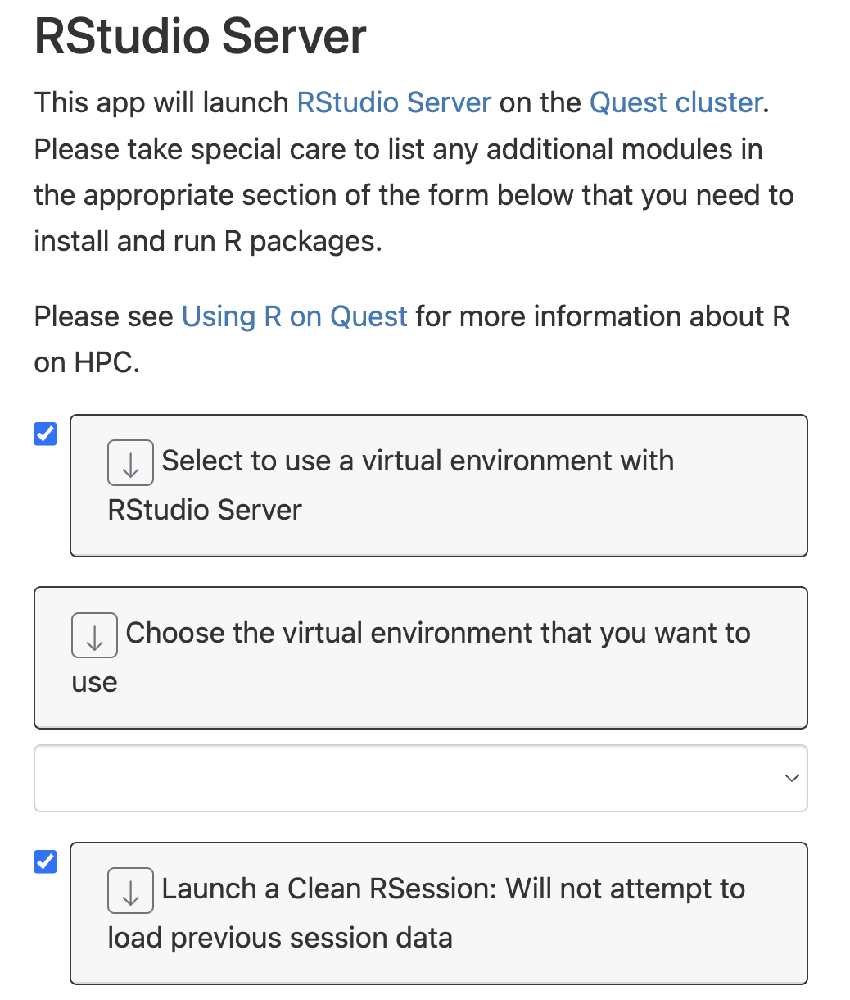 RStudio Server
This app will launch RStudio Server on the Quest cluster.
Please take special care to list any additional modules in
the appropriate section of the form below that you need to
install and run R packages.
Please see Using R on Quest for more information about R
on HPC.
Select to use a virtual environment with
RStudio Server
Choose the virtual environment that you want to
use
Launch a Clean RSession: Will not attempt to
load previous session data